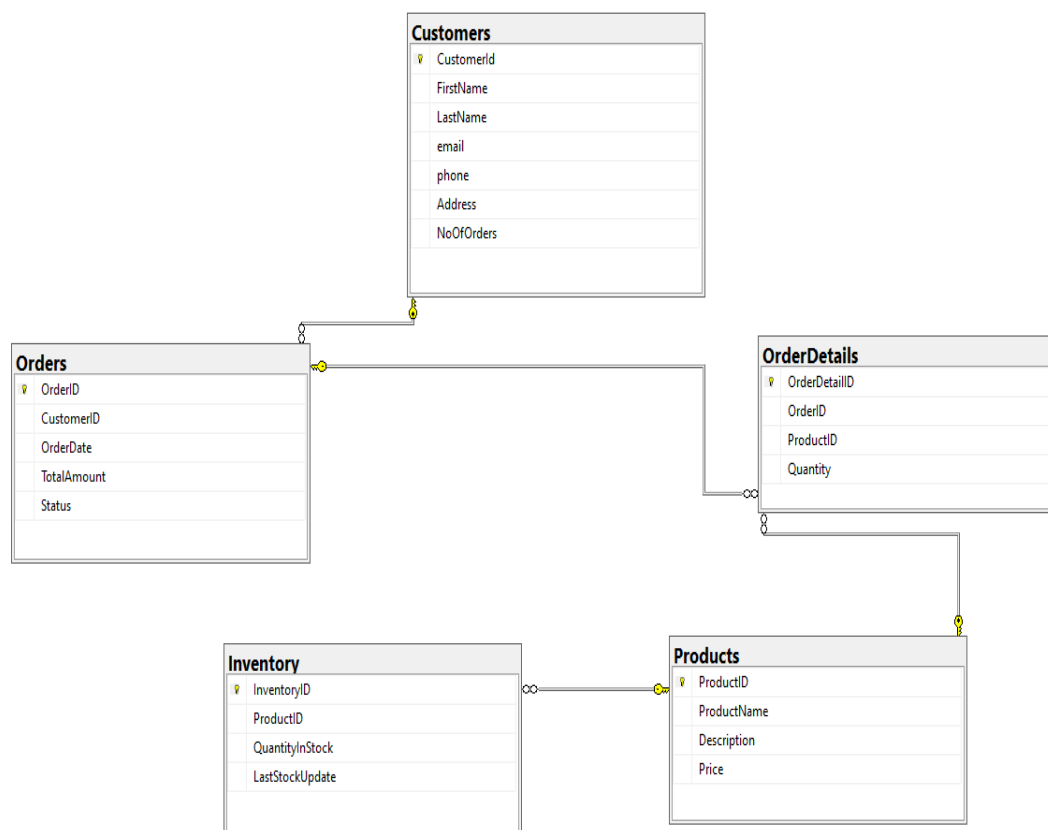 Customers
CustomerId
FirstName
LastName
email
phone
Address
NoOfOrders
Orders
OrderID
CustomerID
OrderDate
TotalAmount
Status
OrderDetails
OrderDetailID
OrderID
ProductID
Quantity
Inventory
InventoryID
ProductID
QuantityInStock
LastStockUpdate
Products
ProductID
ProductName
Description
Price